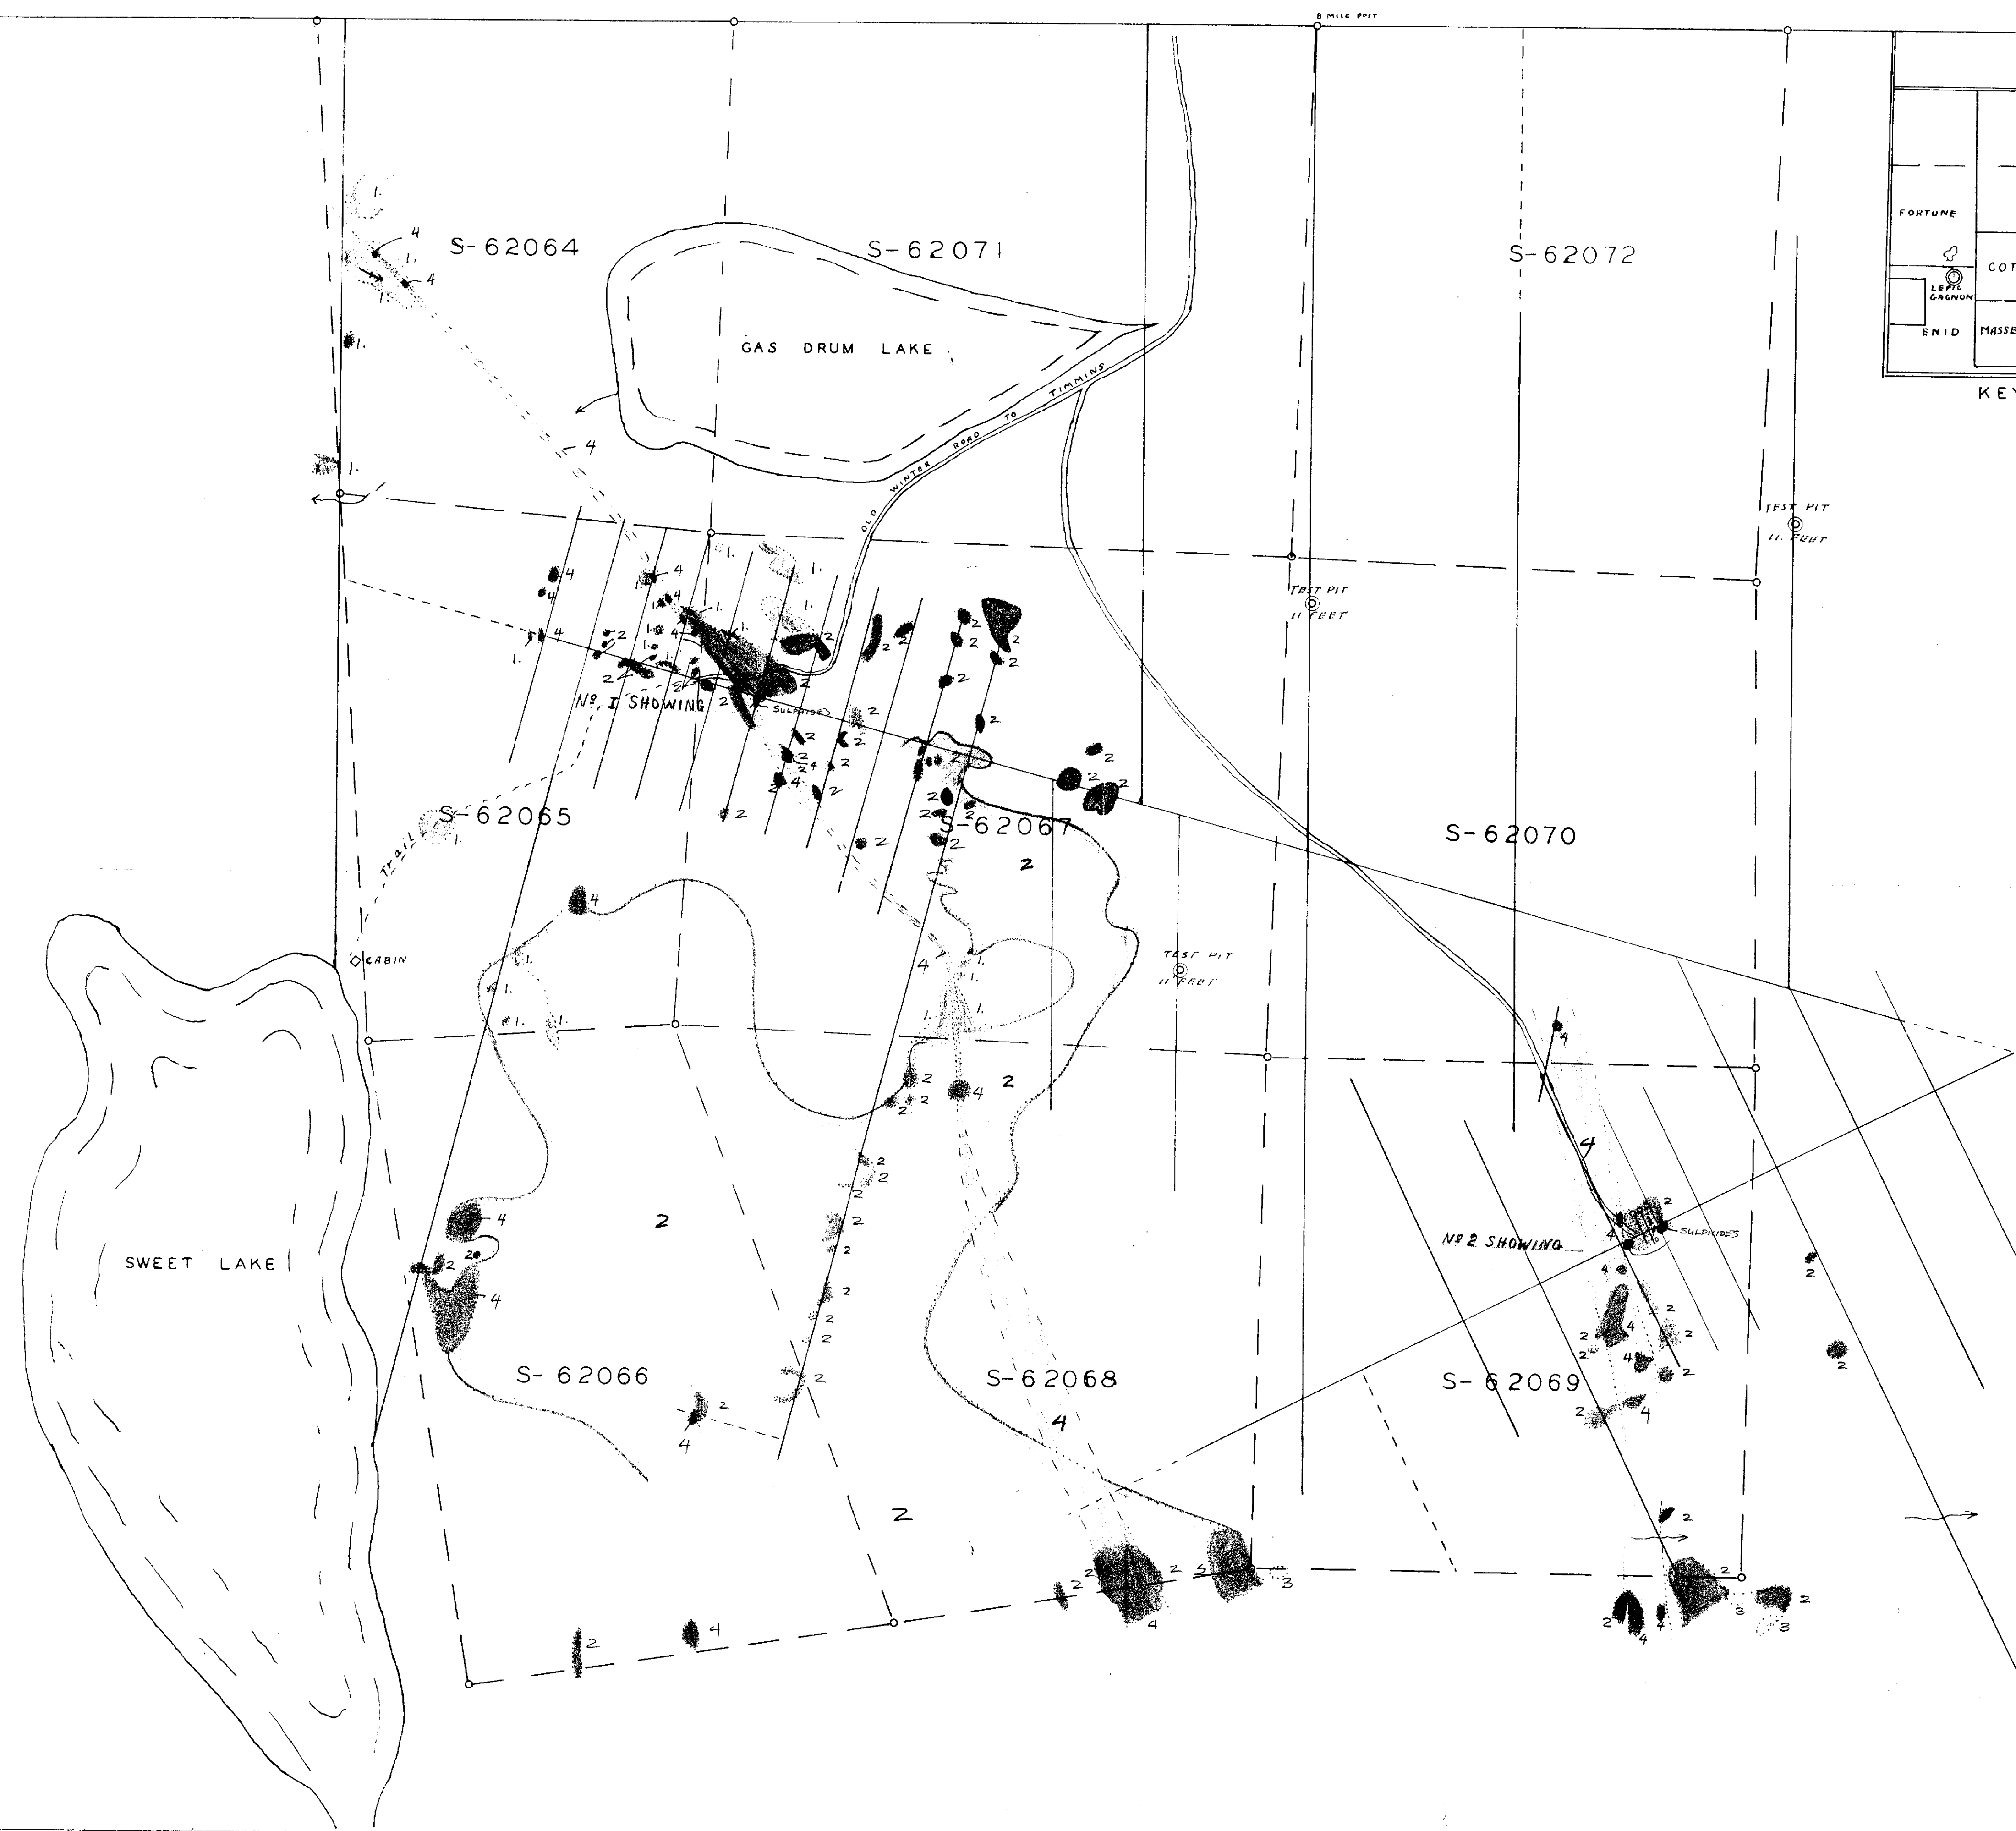 8 MILE POST
S-62064
S-62071
S-62072
FORTUNE
COT
GAGNON
ENID
MASSE
KEY
GAS DRUM LAKE
OLD WINTER ROAD TO TIMMINS
TEST PIT
11. FEET
TEST PIT
11 FEET
Nº 1 SHOWING
SULPHIDES
S-62065
S-62067
S-62070
Trail
CABIN
TEST PIT
11 FEET
SWEET LAKE
Nº 2 SHOWING
SULPHIDES
S-62066
S-62068
S-62069